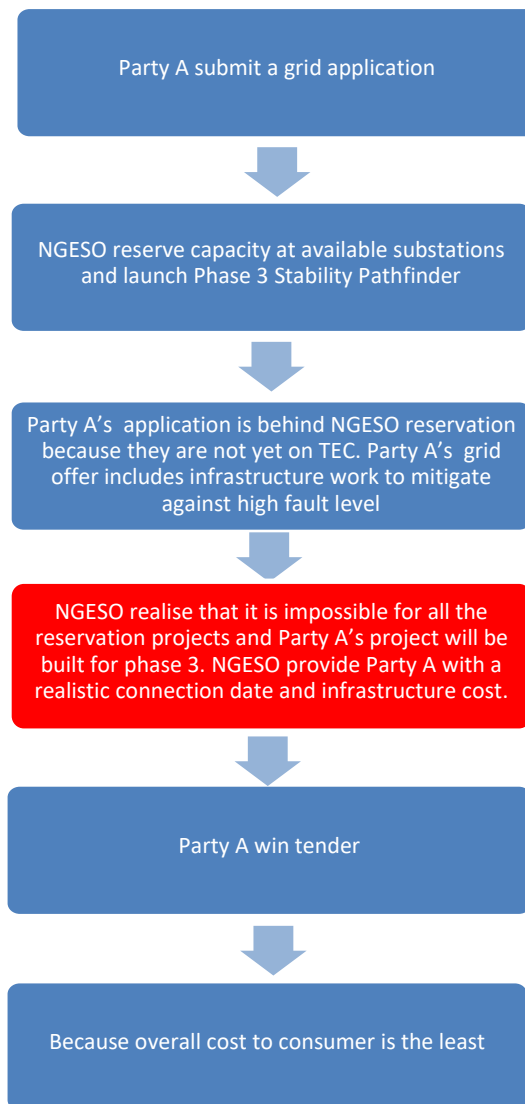 Party A submit a grid application
NGESO reserve capacity at available substations
and launch Phase 3 Stability Pathfinder
Party A’s  application is behind NGESO reservation
because they are not yet on TEC. Party A’s  grid
offer includes infrastructure work to mitigate
against high fault level
NGESO realise that it is impossible for all the
reservation projects and Party A’s project will be
built for phase 3. NGESO provide Party A with a
realistic connection date and infrastructure cost.
Party A win tender
Because overall cost to consumer is the least